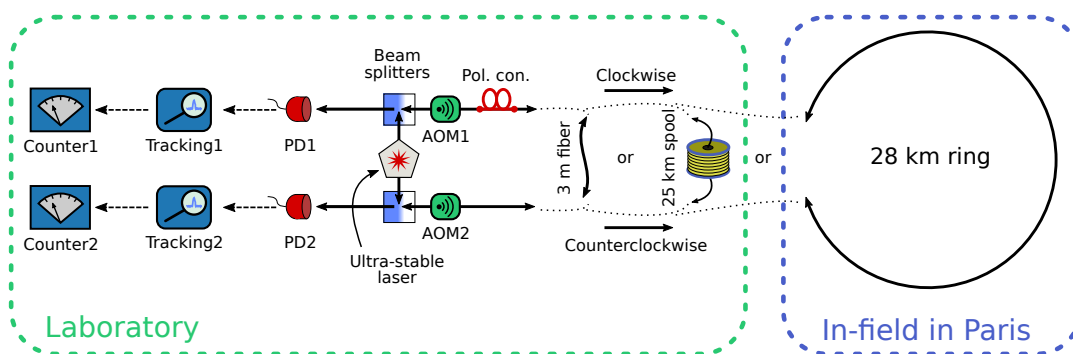 Beam
splitters
Pol. con.
Clockwise
Counter1
Tracking1
PD1
AOM1
3 m fiber
or
25 km spool
or
28 km ring
Counter2
Tracking2
PD2
AOM2
Counterclockwise
Ultra-stable
laser
Laboratory
In-field in Paris